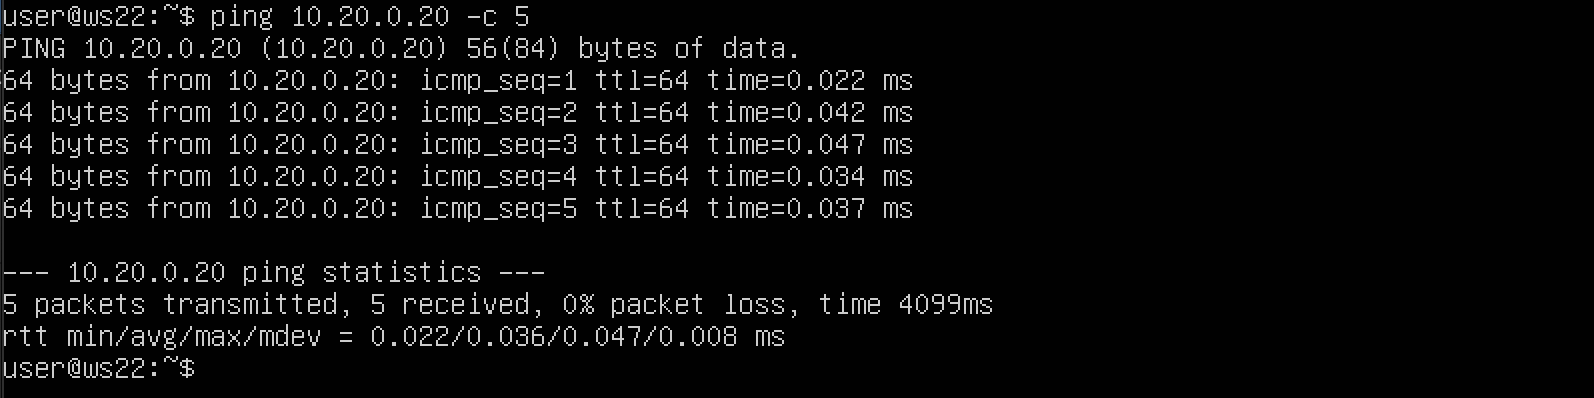 user@ws22:~$ ping 10.20.0.20 -c 5
PING 10.20.0.20 (10.20.0.20) 56(84) bytes of data.
64 bytes from 10.20.0.20: icmp_seq=1 ttl=64 time=0.022 ms
64 bytes from 10.20.0.20: icmp_seq=2 ttl=64 time=0.042 ms
64 bytes from 10.20.0.20: icmp_seq=3 ttl=64 time=0.047 ms
64 bytes from 10.20.0.20: icmp_seq=4 ttl=64 time=0.034 ms
64 bytes from 10.20.0.20: icmp_seq=5 ttl=64 time=0.037 ms
--- 10.20.0.20 ping statistics ---
5 packets transmitted, 5 received, 0% packet loss, time 4099ms
rtt min/avg/max/mdev = 0.022/0.036/0.047/0.008 ms
user@ws22:~$